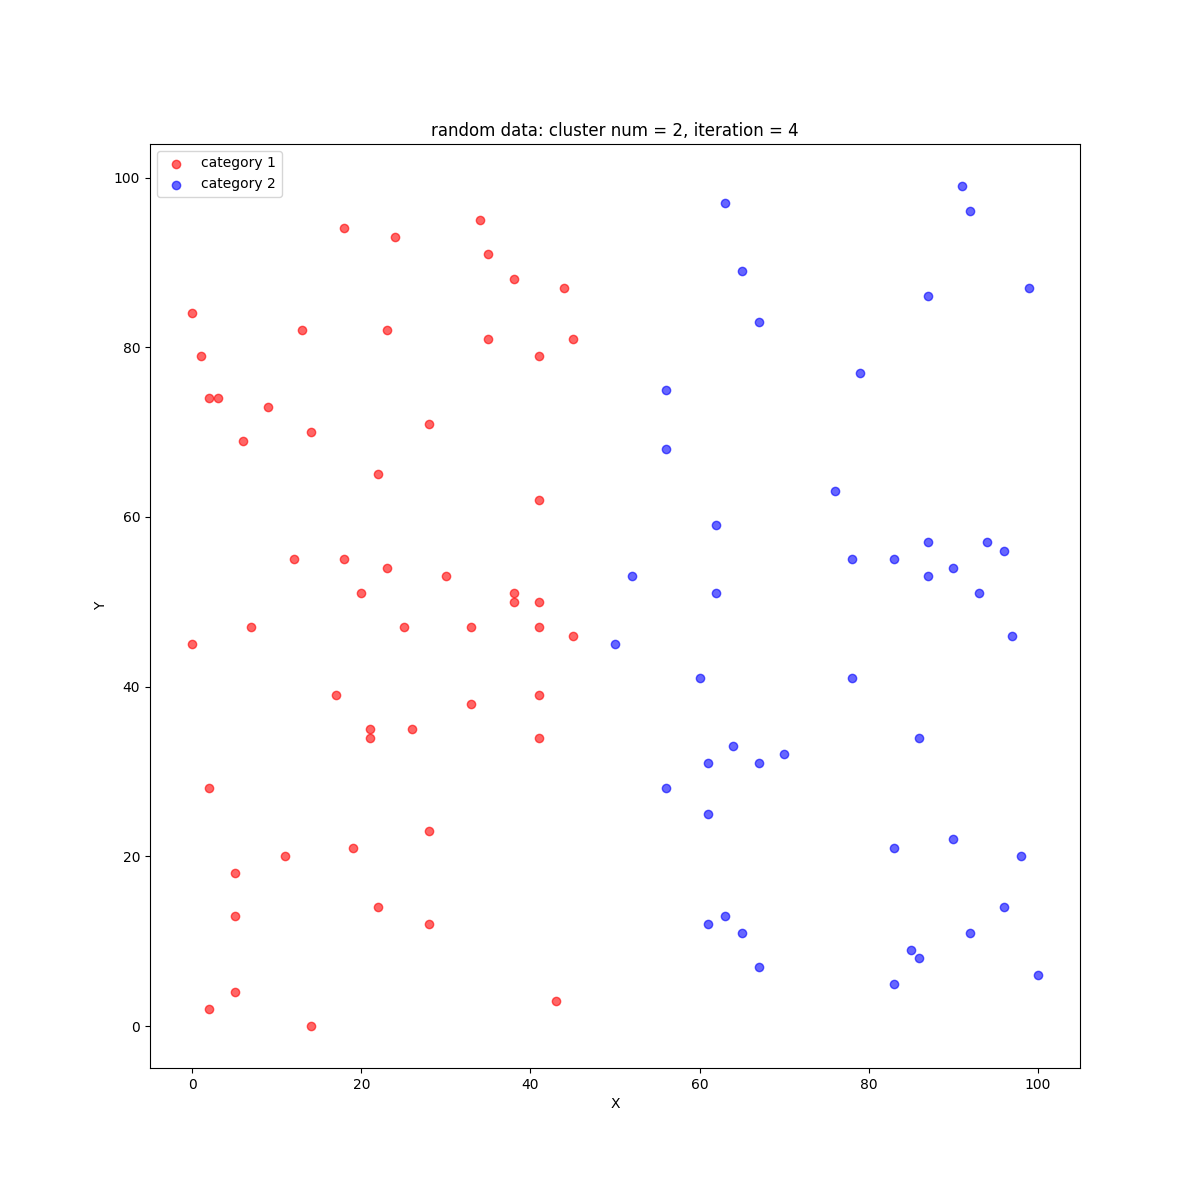 random data: cluster num = 2, iteration = 4
category 1
category 2
100
80
60
40
20
0
Y
0 20 40 60 80 100
X